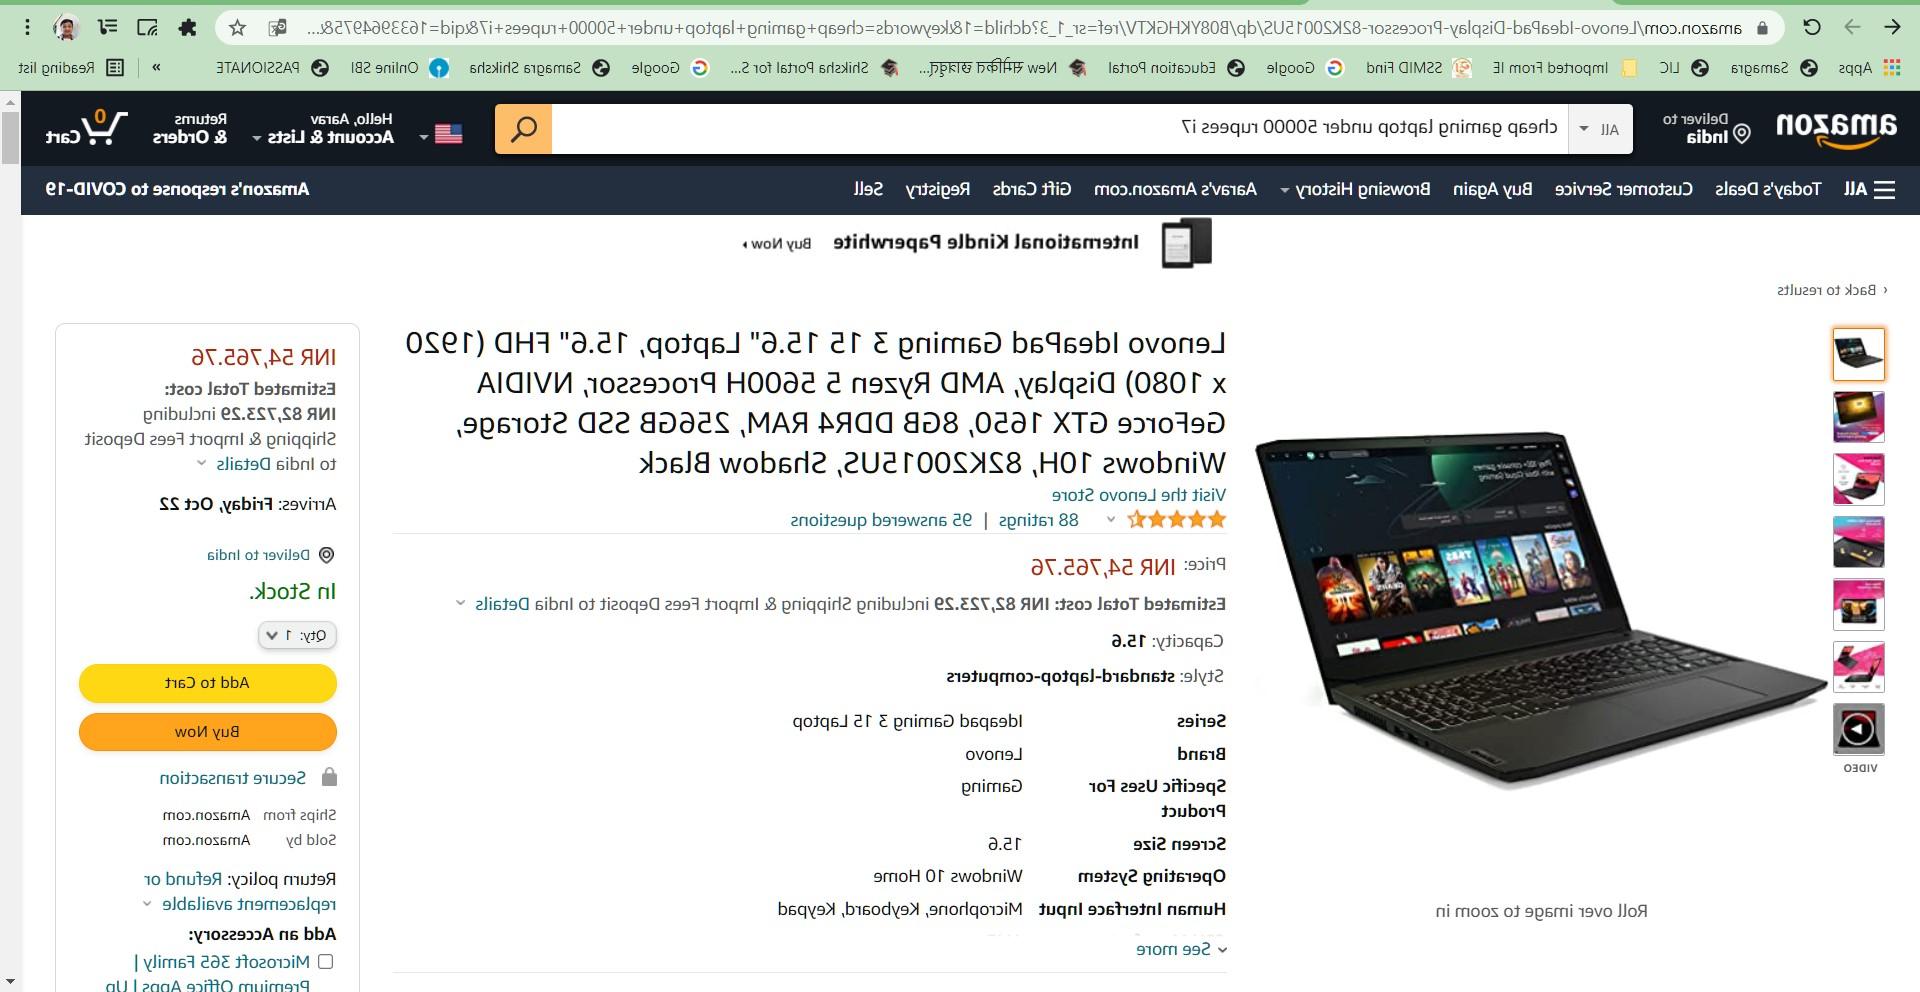 amazon.com/Lenovo-IdeaPad-Display-Processor-82K20015US/dp/B08YKHGKTV/ref=sr_1_3?dchild=1&keywords=cheap+gaming+laptop+under+50000+rupees+i7&qid=1633964975&...
Apps Samagra LIC Imported From IE SSMID Find Google Education Portal New Shiksha Portal for S... Google Samagra Shiksha Online SBI PASSIONATE » Reading list
amazon
Deliver to
India
All
cheap gaming laptop under 50000 rupees i7
Hello, Aarav
Account & Lists
Returns
& Orders
0
Cart
All Today's Deals Customer Service Buy Again Browsing History Aarav's Amazon.com Gift Cards Registry Sell
Amazon's response to COVID-19
International Kindle Paperwhite Buy Now
‹ Back to results
VIDEO
Roll over image to zoom in
Lenovo IdeaPad Gaming 3 15 15.6" Laptop, 15.6" FHD (1920
x 1080) Display, AMD Ryzen 5 5600H Processor, NVIDIA
GeForce GTX 1650, 8GB DDR4 RAM, 256GB SSD Storage,
Windows 10H, 82K20015US, Shadow Black
Visit the Lenovo Store
88 ratings | 95 answered questions
Price: INR 54,765.76
Estimated Total cost: INR 82,723.29 including Shipping & Import Fees Deposit to India Details
Capacity: 15.6
Style: standard-laptop-computers
Series Ideapad Gaming 3 15 Laptop
Brand Lenovo
Specific Uses For Gaming
Product
Screen Size 15.6
Operating System Windows 10 Home
Human Interface Input Microphone, Keyboard, Keypad
See more
INR 54,765.76
Estimated Total cost:
INR 82,723.29 including
Shipping & Import Fees Deposit
to India Details
Arrives: Friday, Oct 22
Deliver to India
In Stock.
Qty: 1
Add to Cart
Buy Now
Secure transaction
Ships from Amazon.com
Sold by Amazon.com
Return policy: Refund or
replacement available
Add an Accessory:
Microsoft 365 Family |
Premium Office Apps | Up